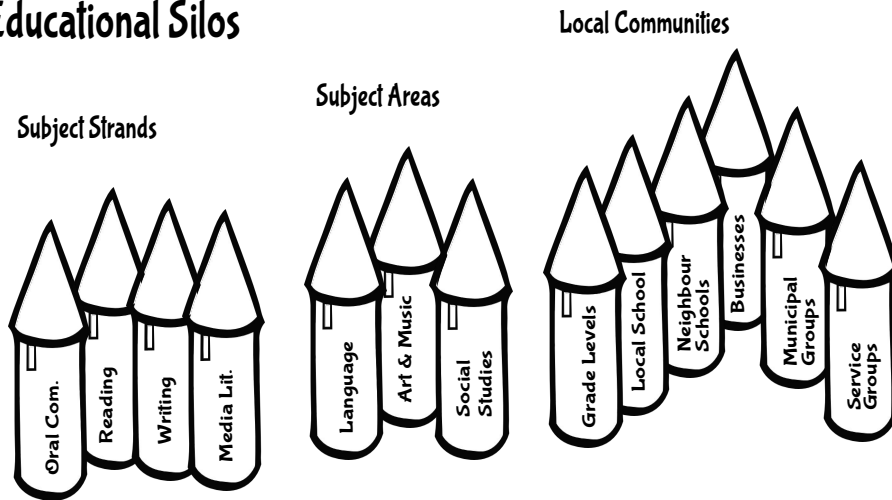 Educational Silos
Local Communities
Subject Areas
Subject Strands
Oral Com.
Reading
Writing
Media Lit.
Language
Art & Music
Social
Studies
Grade Levels
Local School
Neighbour
Schools
Businesses
Municipal
Groups
Service
Groups